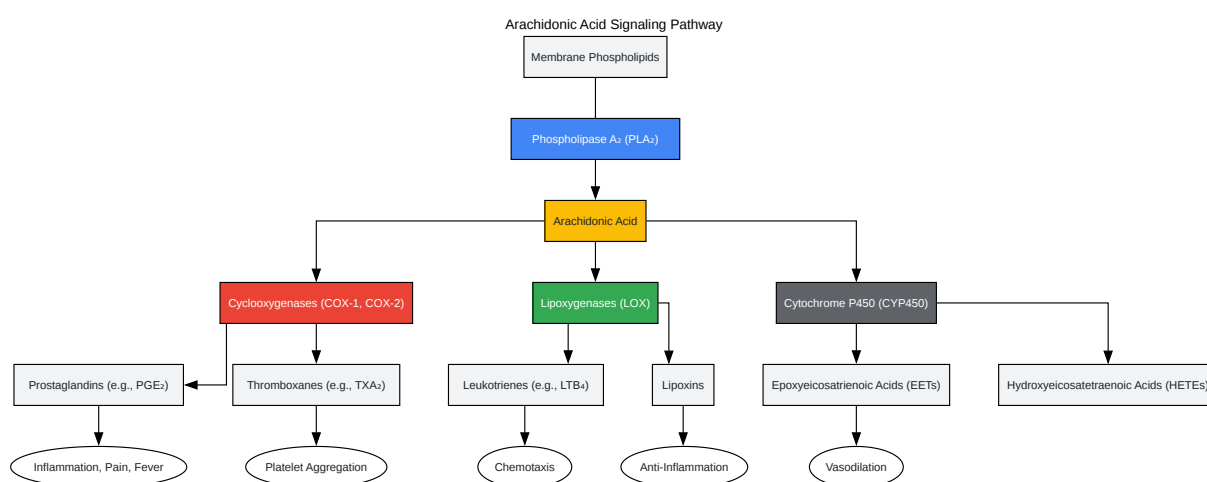 Arachidonic Acid Signaling Pathway
Membrane Phospholipids
Phospholipase A₂ (PLA₂)
Arachidonic Acid
Cyclooxygenases (COX-1, COX-2)
Lipoxygenases (LOX)
Cytochrome P450 (CYP450)
Prostaglandins (e.g., PGE₂)
Thromboxanes (e.g., TXA₂)
Leukotrienes (e.g., LTB₄)
Lipoxins
Epoxyeicosatrienoic Acids (EETs)
Hydroxyeicosatetraenoic Acids (HETEs)
Inflammation, Pain, Fever
Platelet Aggregation
Chemotaxis
Anti-Inflammation
Vasodilation